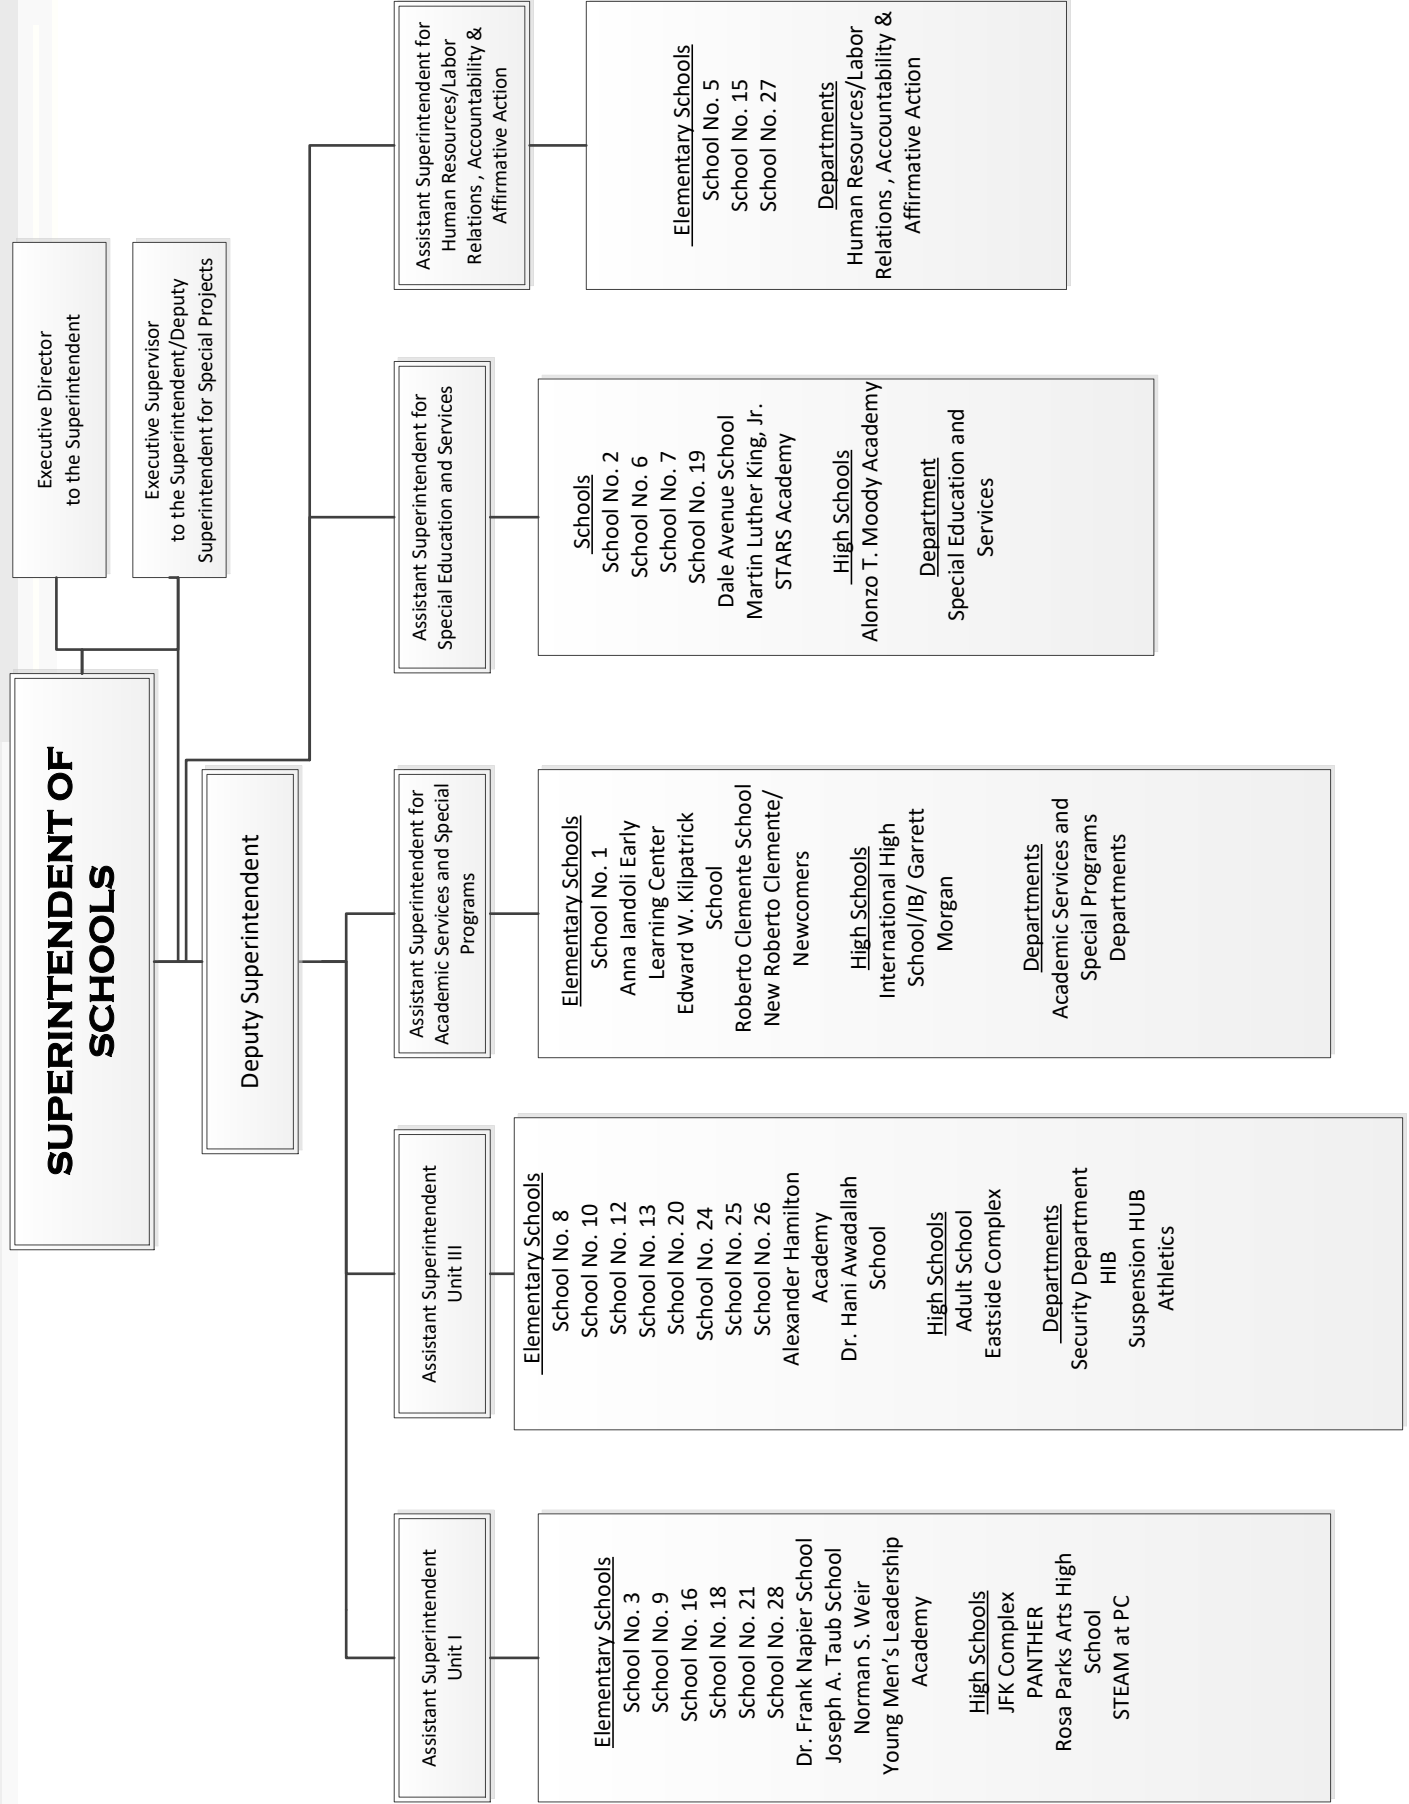 SUPERINTENDENT OF
SCHOOLS
Executive Director
to the Superintendent
Executive Supervisor
to the Superintendent/Deputy
Superintendent for Special Projects
Deputy Superintendent
Assistant Superintendent
Unit I
Elementary Schools
School No. 3
School No. 9
School No. 16
School No. 18
School No. 21
School No. 28
Dr. Frank Napier School
Joseph A. Taub School
Norman S. Weir
Young Men’s Leadership
Academy
High Schools
JFK Complex
PANTHER
Rosa Parks Arts High
School
STEAM at PC
Assistant Superintendent
Unit III
Elementary Schools
School No. 8
School No. 10
School No. 12
School No. 13
School No. 20
School No. 24
School No. 25
School No. 26
Alexander Hamilton
Academy
Dr. Hani Awadallah
School
High Schools
Adult School
Eastside Complex
Departments
Security Department
HIB
Suspension HUB
Athletics
Assistant Superintendent for
Academic Services and Special
Programs
Elementary Schools
School No. 1
Anna Iandoli Early
Learning Center
Edward W. Kilpatrick
School
Roberto Clemente School
New Roberto Clemente/
Newcomers
High Schools
International High
School/IB/ Garrett
Morgan
Departments
Academic Services and
Special Programs
Departments
Assistant Superintendent for
Special Education and Services
Schools
School No. 2
School No. 6
School No. 7
School No. 19
Dale Avenue School
Martin Luther King, Jr.
STARS Academy
High Schools
Alonzo T. Moody Academy
Department
Special Education and
Services
Assistant Superintendent for
Human Resources/Labor
Relations , Accountability &
Affirmative Action
Elementary Schools
School No. 5
School No. 15
School No. 27
Departments
Human Resources/Labor
Relations , Accountability &
Affirmative Action